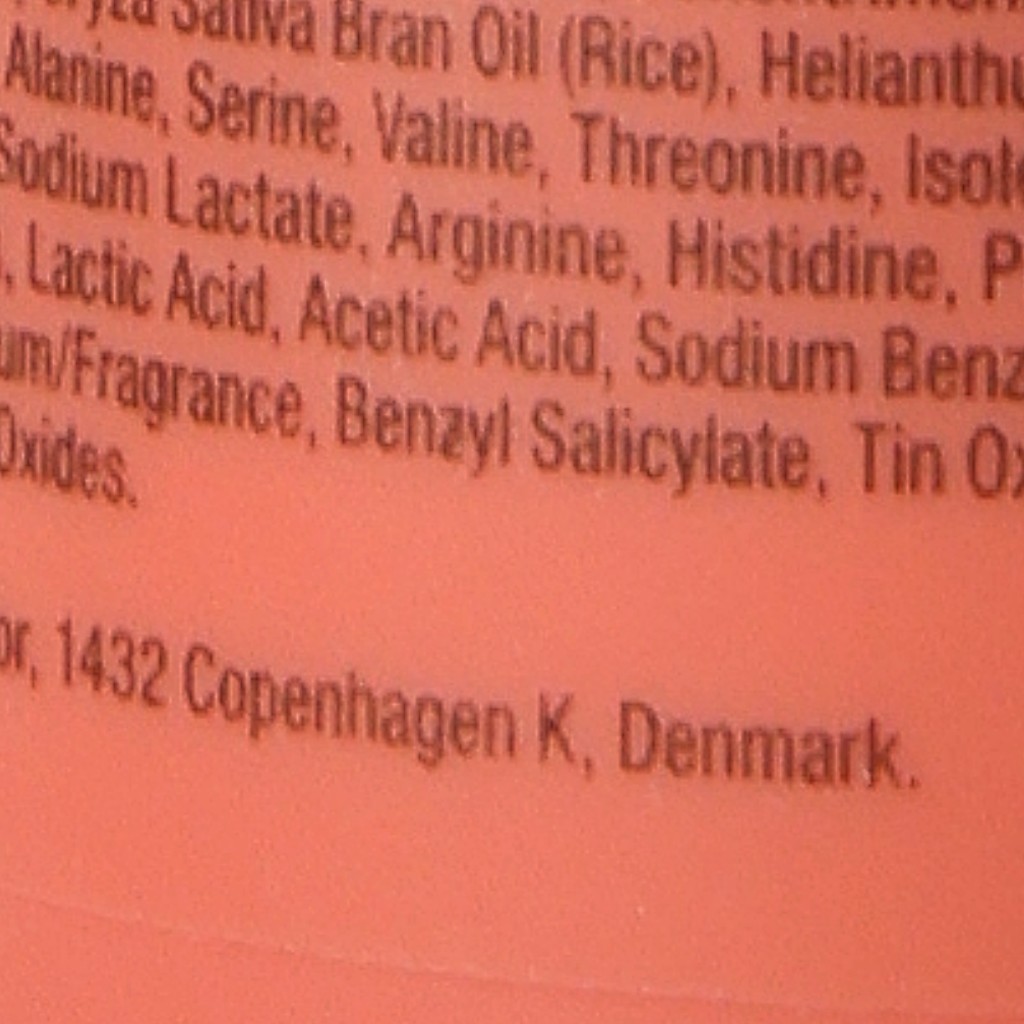 Sativa Bran Oil (Rice), Helianthu
Alanine, Serine, Valine, Threonine, Isole
Sodium Lactate, Arginine, Histidine, P
, Lactic Acid, Acetic Acid, Sodium Benz
um/Fragrance, Benzyl Salicylate, Tin Ox
Oxides.
or, 1432 Copenhagen K, Denmark.